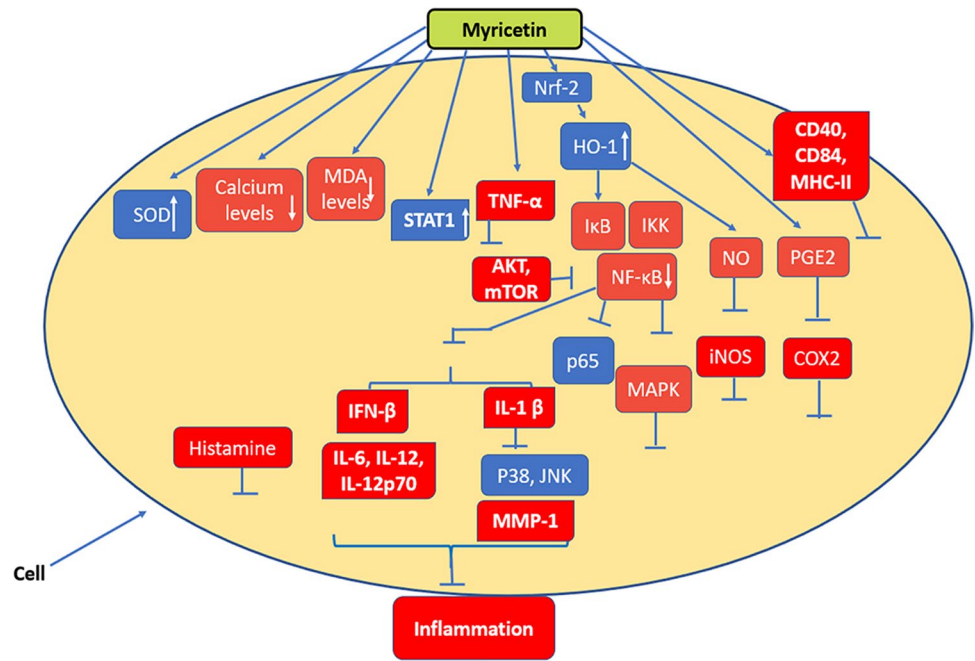 Myricetin
Nrf-2
HO-1
CD40,
CD84,
MHC-II
SOD
Calcium
levels
MDA
levels
STAT1
TNF-α
IκB
IKK
NO
PGE2
AKT,
mTOR
NF-κB
p65
MAPK
iNOS
COX2
IFN-β
IL-1 β
Histamine
IL-6, IL-12,
IL-12p70
P38, JNK
MMP-1
Cell
Inflammation